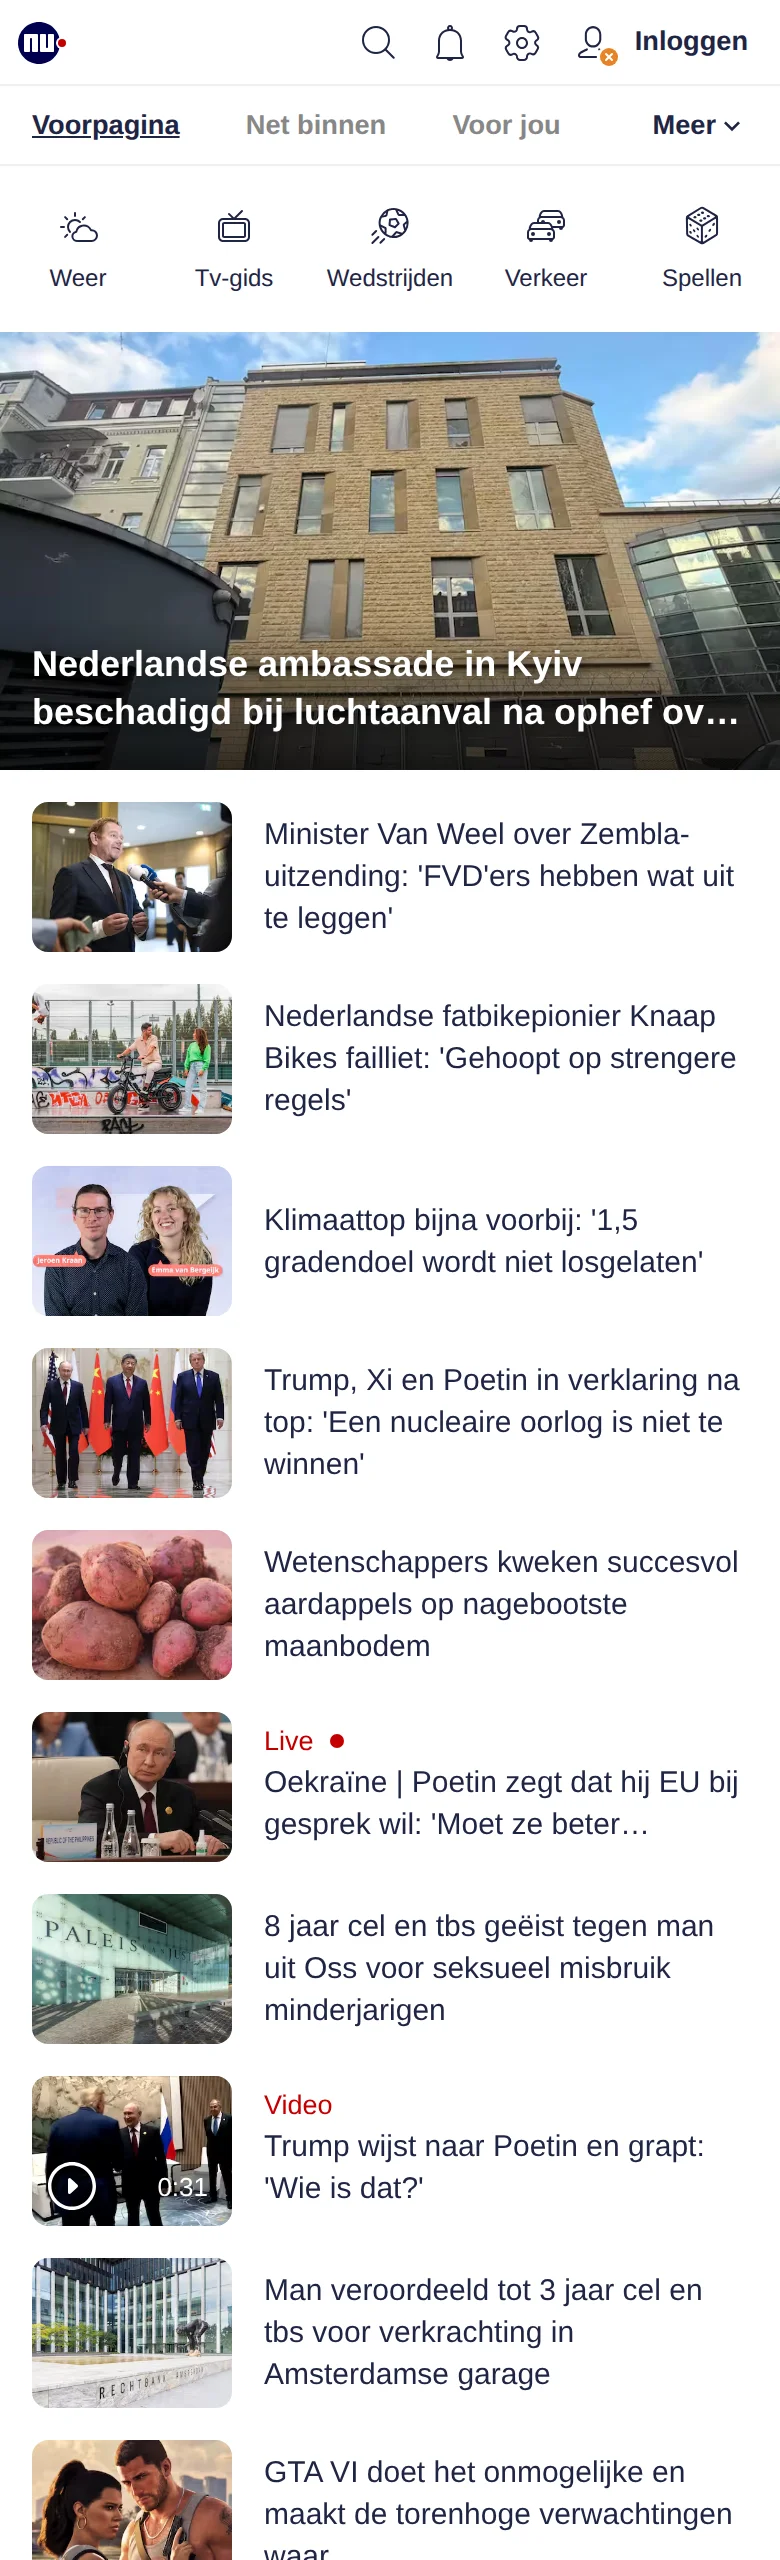 nu
Inloggen
Voorpagina
Net binnen
Voor jou
Meer
Weer
Tv-gids
Wedstrijden
Verkeer
Spellen
Nederlandse ambassade in Kyiv
beschadigd bij luchtaanval na ophef ov...
Minister Van Weel over Zembla-
uitzending: 'FVD'ers hebben wat uit
te leggen'
Nederlandse fatbikepionier Knaap
Bikes failliet: 'Gehoopt op strengere
regels'
Jeroen Kraan
Emma van Bergeijk
Klimaattop bijna voorbij: '1,5
gradendoel wordt niet losgelaten'
Trump, Xi en Poetin in verklaring na
top: 'Een nucleaire oorlog is niet te
winnen'
Wetenschappers kweken succesvol
aardappels op nagebootste
maanbodem
REPUBLIC OF THE PHILIPPINES
Live
Oekraïne | Poetin zegt dat hij EU bij
gesprek wil: 'Moet ze beter...
PALEIS
8 jaar cel en tbs geëist tegen man
uit Oss voor seksueel misbruik
minderjarigen
0:31
Video
Trump wijst naar Poetin en grapt:
'Wie is dat?'
RECHTBANK
Man veroordeeld tot 3 jaar cel en
tbs voor verkrachting in
Amsterdamse garage
GTA VI doet het onmogelijke en
maakt de torenhoge verwachtingen
waar